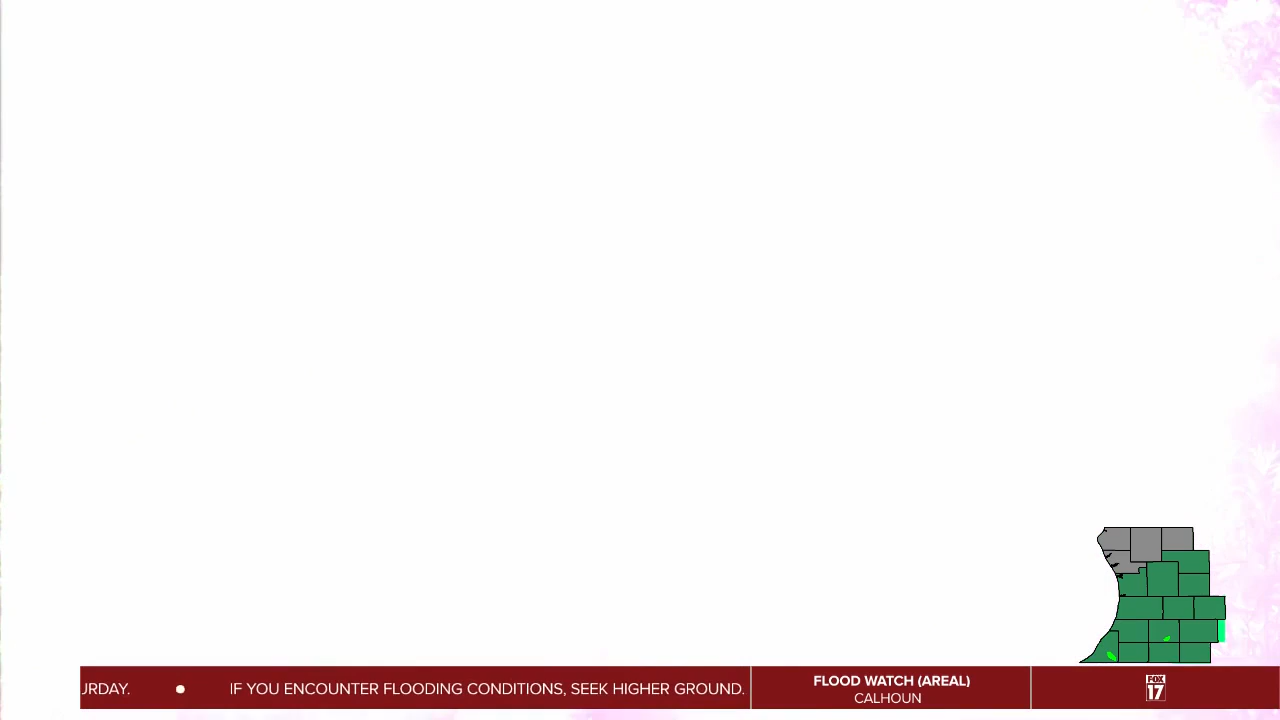 URDAY. ● IF YOU ENCOUNTER FLOODING CONDITIONS, SEEK HIGHER GROUND.
FLOOD WATCH (AREAL)
CALHOUN
FOX
17